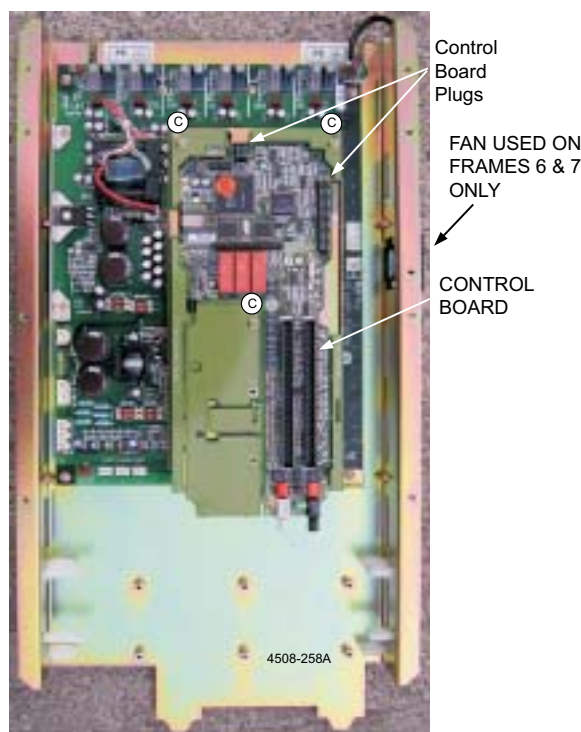 Control
Board
Plugs
C
C
FAN USED ON
FRAMES 6 & 7
ONLY
CONTROL
BOARD
C
4508-258A